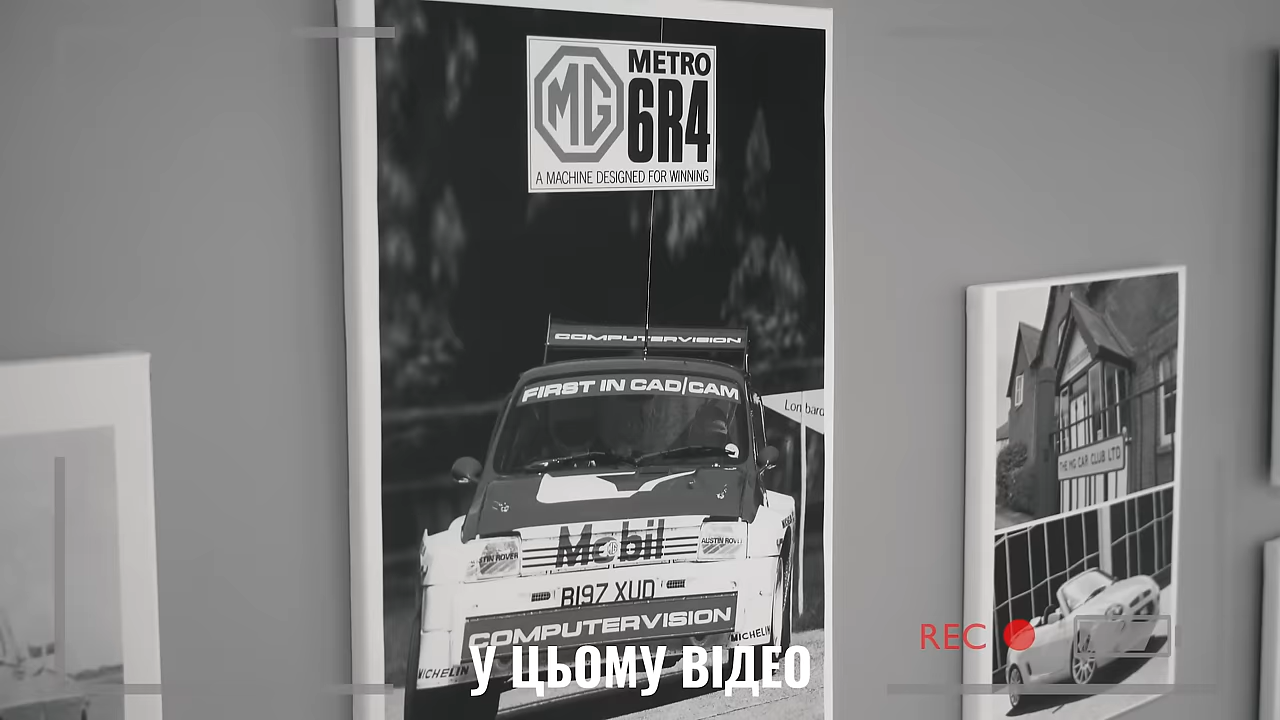 MG
METRO
6R4
A MACHINE DESIGNED FOR WINNING
COMPUTERVISION
FIRST IN CAD/CAM
Lombard
THE MG CAR CLUB LTD
Mobil
AUSTIN ROVER
B197 XUD
COMPUTERVISION
MICHELIN
MICHELIN
REC
У ЦЬОМУ ВІДЕО